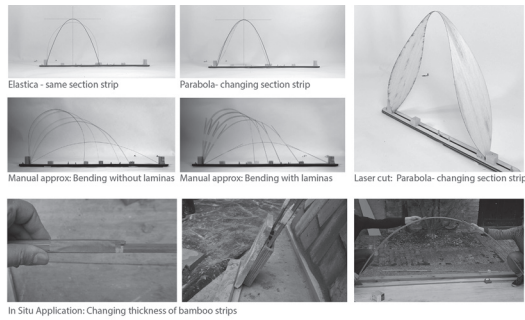 Elastica - same section strip
Parabola- changing section strip
Manual approx: Bending without laminas
Manual approx: Bending with laminas
Laser cut:  Parabola- changing section strip
In Situ Application: Changing thickness of bamboo strips